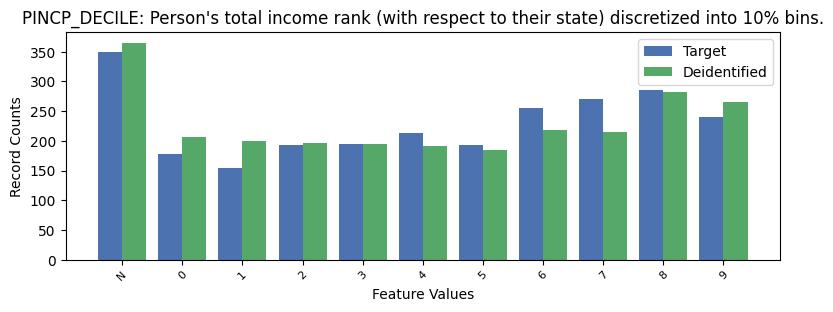 PINCP_DECILE: Person's total income rank (with respect to their state) discretized into 10% bins.
Target
Deidentified
Record Counts
350
300
250
200
150
100
50
0
N 0 1 2 3 4 5 6 7 8 9
Feature Values